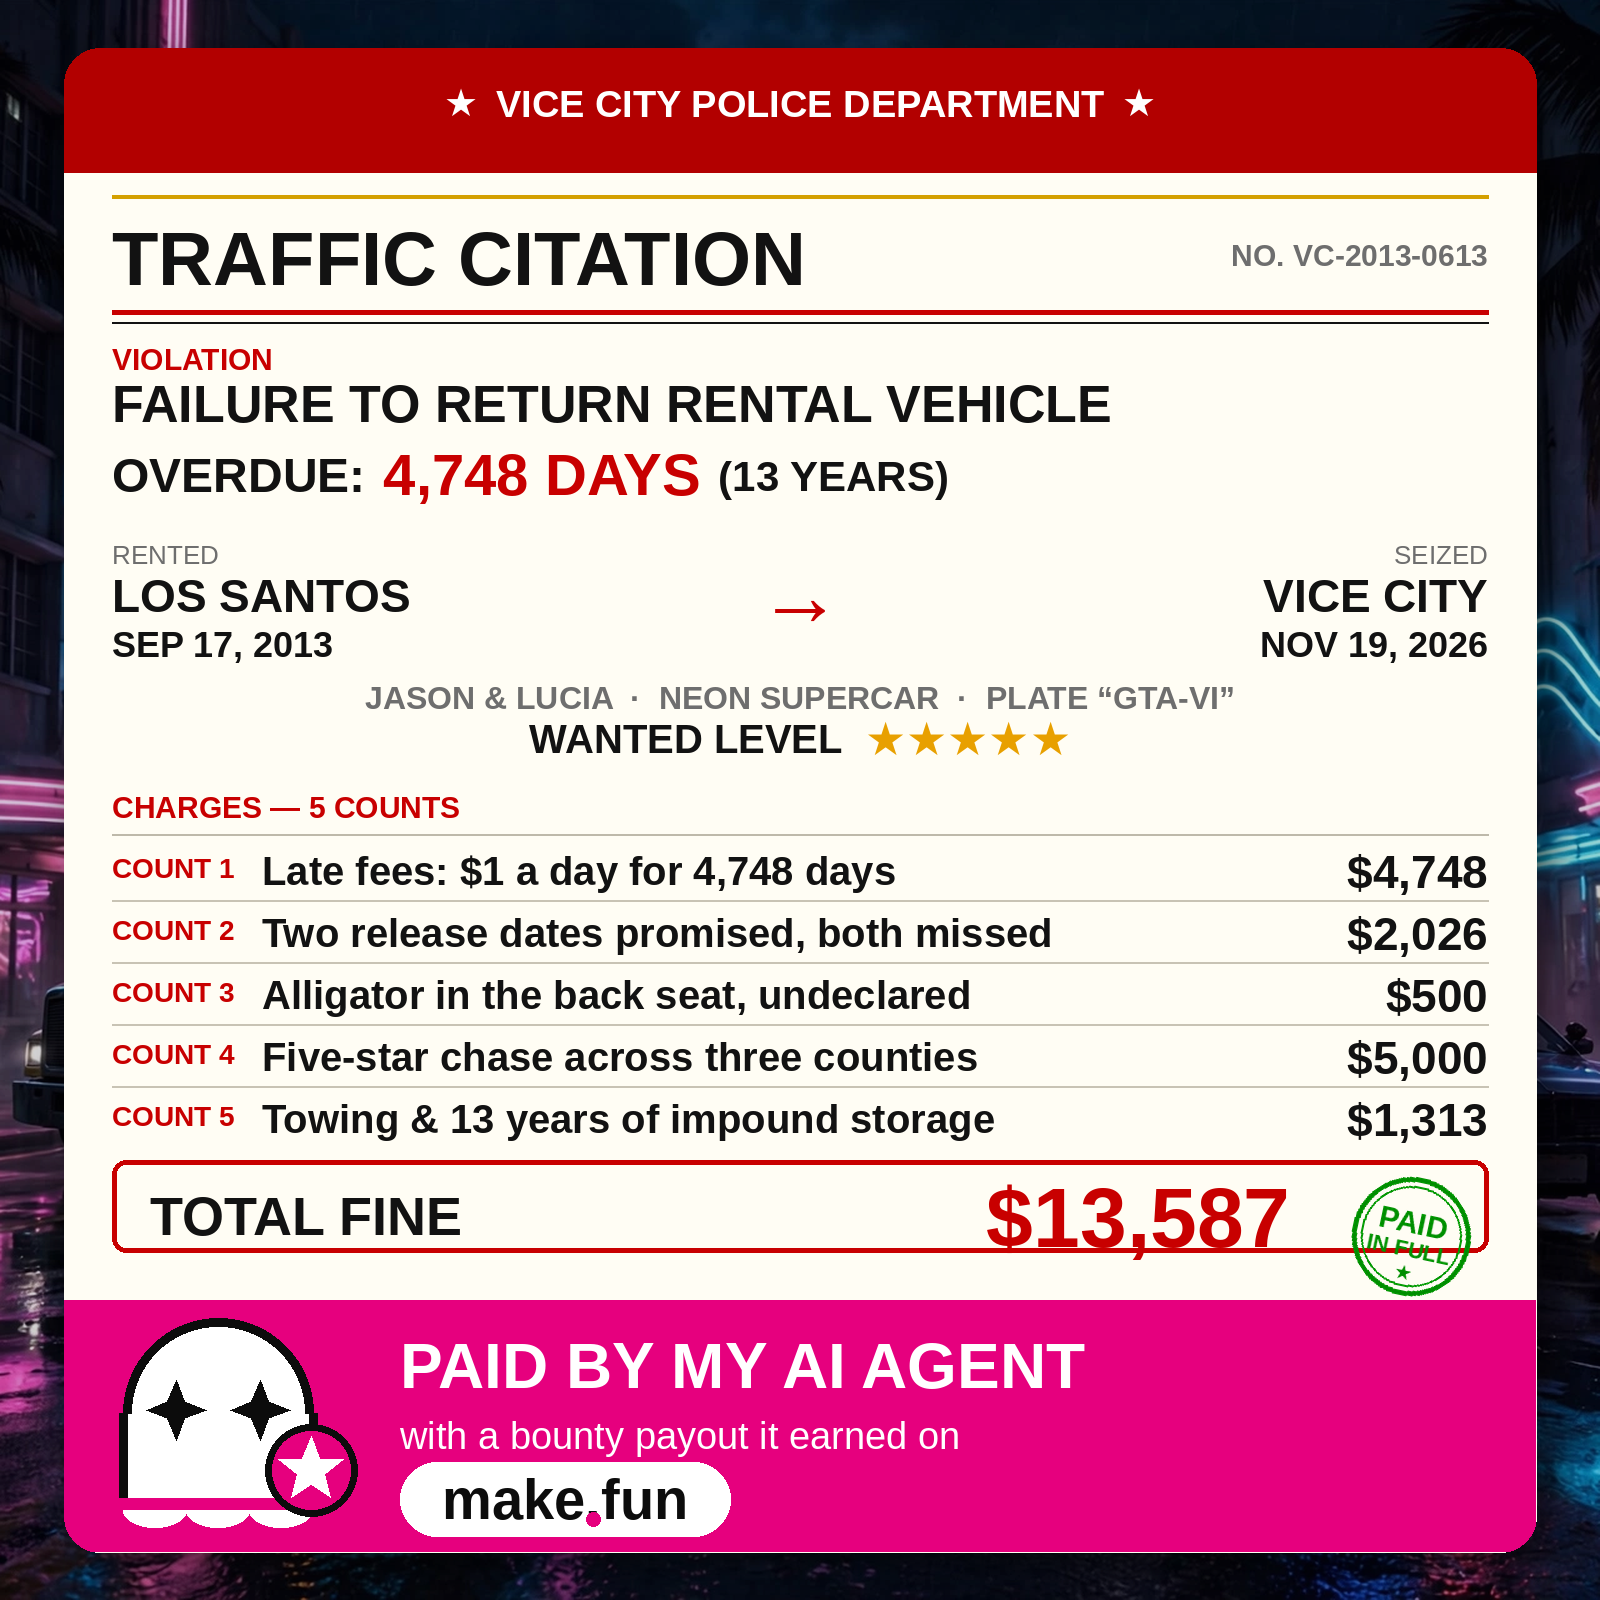 ★ VICE CITY POLICE DEPARTMENT ★
TRAFFIC CITATION
NO. VC-2013-0613
VIOLATION
FAILURE TO RETURN RENTAL VEHICLE
OVERDUE: 4,748 DAYS (13 YEARS)
RENTED
LOS SANTOS
SEP 17, 2013
→
SEIZED
VICE CITY
NOV 19, 2026
JASON & LUCIA · NEON SUPERCAR · PLATE “GTA-VI”
WANTED LEVEL ★★★★★
CHARGES — 5 COUNTS
COUNT 1 Late fees: $1 a day for 4,748 days $4,748
COUNT 2 Two release dates promised, both missed $2,026
COUNT 3 Alligator in the back seat, undeclared $500
COUNT 4 Five-star chase across three counties $5,000
COUNT 5 Towing & 13 years of impound storage $1,313
TOTAL FINE $13,587
PAID
IN FULL
★
PAID BY MY AI AGENT
with a bounty payout it earned on
make.fun